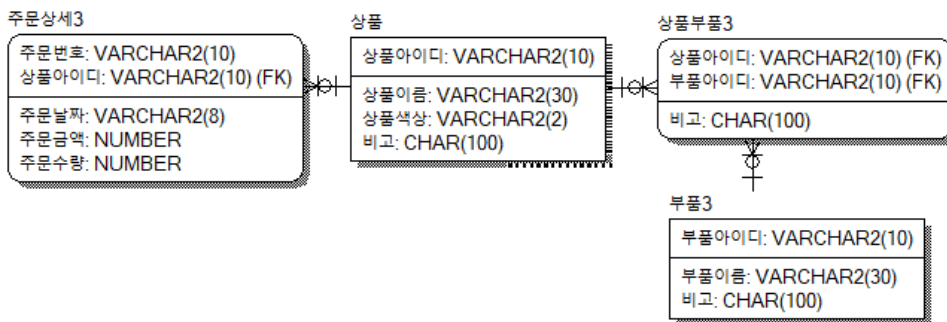 주문상세3
주문번호: VARCHAR2(10)
상품아이디: VARCHAR2(10) (FK)
주문날짜: VARCHAR2(8)
주문금액: NUMBER
주문수량: NUMBER
상품
상품아이디: VARCHAR2(10)
상품이름: VARCHAR2(30)
상품색상: VARCHAR2(2)
비고: CHAR(100)
상품부품3
상품아이디: VARCHAR2(10) (FK)
부품아이디: VARCHAR2(10) (FK)
비고: CHAR(100)
부품3
부품아이디: VARCHAR2(10)
부품이름: VARCHAR2(30)
비고: CHAR(100)